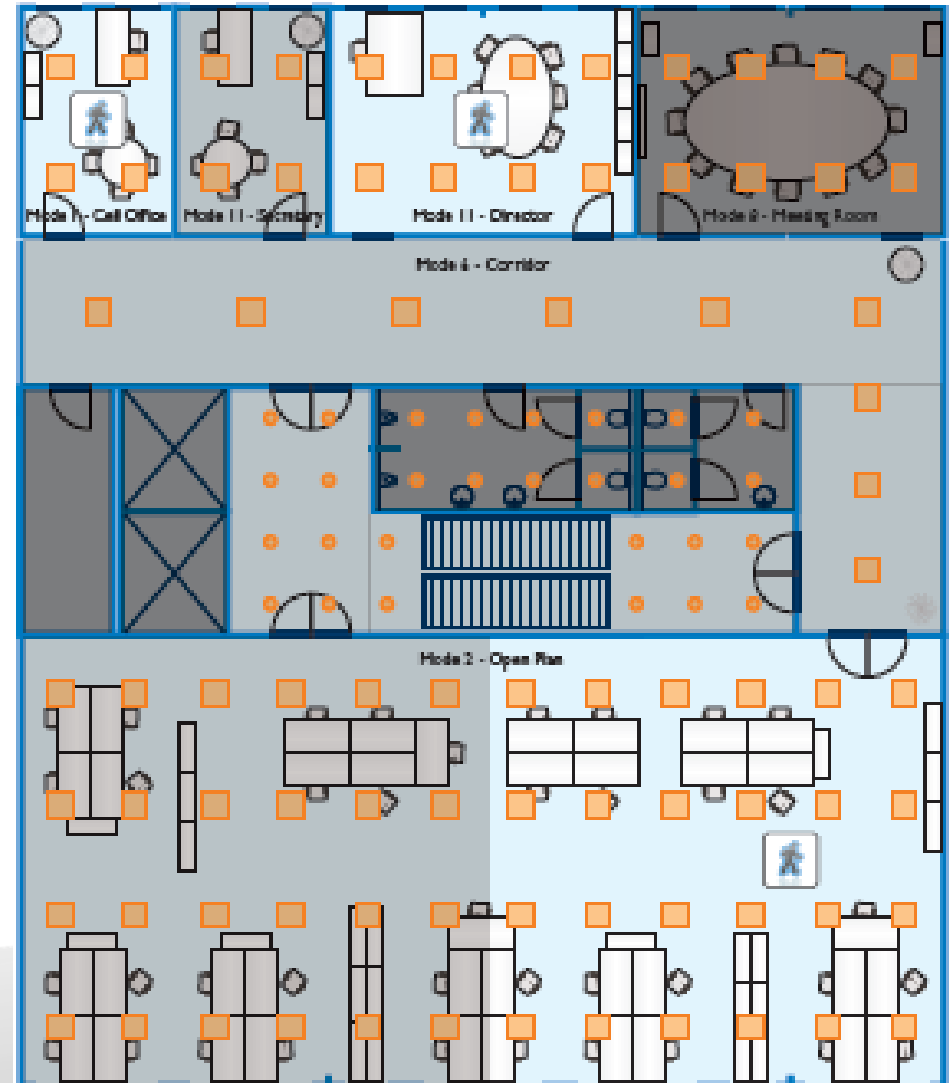 Mode 1 - Cell Office
Mode 11 - Secretary
Mode 11 - Director
Mode 8 - Meeting Room
Mode 6 - Corridor
Mode 2 - Open Plan